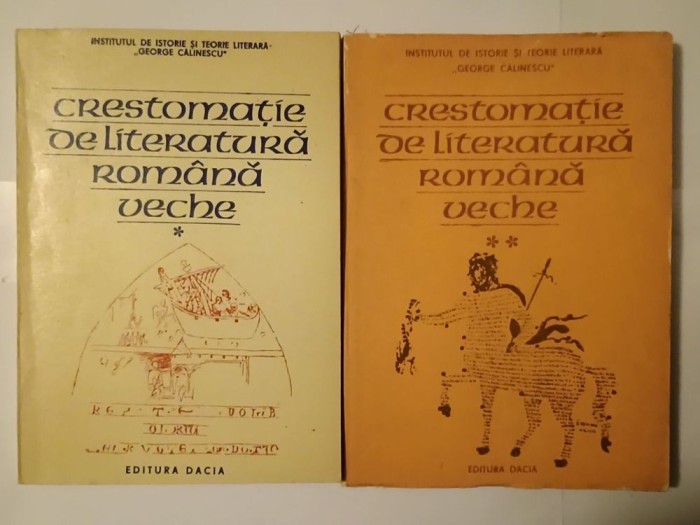 INSTITUTUL DE ISTORIE ȘI TEORIE LITERARĂ
„GEORGE CĂLINESCU"
CRESTOMAȚIE
DE LITERATURĂ
ROMÂNĂ
VECHE
*
EDITURA DACIA
INSTITUTUL DE ISTORIE ȘI TEORIE LITERARĂ
„GEORGE CĂLINESCU"
CRESTOMAȚIE
DE LITERATURĂ
ROMÂNĂ
VECHE
**
EDITURA DACIA